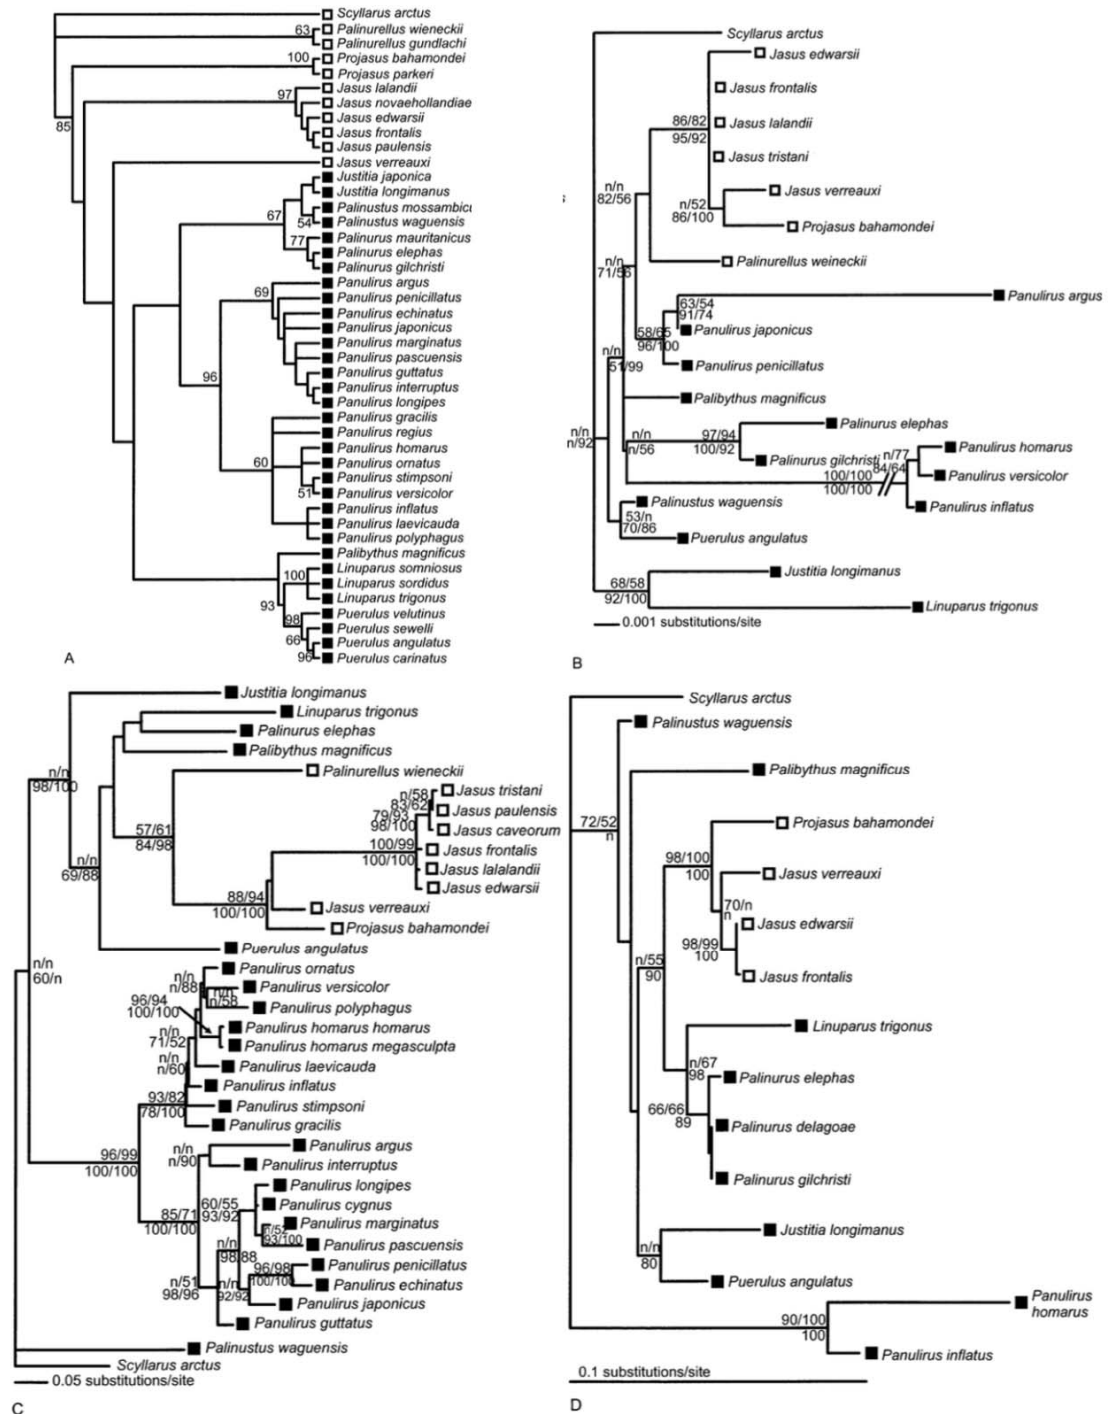 Scyllarus arctus
63
Palinurellus wieneckii
Palinurellus gundlachi
100
Projasus bahamondei
Projasus parkeri
97
Jasus lalandii
Jasus novaehollandiae
Jasus edwarsii
Jasus frontalis
Jasus paulensis
85
Jasus verreauxi
Justitia japonica
Justitia longimanus
67
Palinustus mossambicu
54
Palinustus waguensis
77
Palinurus mauritanicus
Palinurus elephas
Palinurus gilchristi
69
Panulirus argus
Panulirus penicillatus
Panulirus echinatus
Panulirus japonicus
Panulirus marginatus
Panulirus pascuensis
96
Panulirus guttatus
Panulirus interruptus
Panulirus longipes
Panulirus gracilis
Panulirus regius
Panulirus homarus
60
Panulirus ornatus
Panulirus stimpsoni
51
Panulirus versicolor
Panulirus inflatus
Panulirus laevicauda
Panulirus polyphagus
Palibythus magnificus
100
Linuparus somniosus
Linuparus sordidus
93
Linuparus trigonus
98
Puerulus velutinus
Puerulus sewelli
66
Puerulus angulatus
96
Puerulus carinatus
A
Scyllarus arctus
Jasus edwarsii
Jasus frontalis
86/82
95/92
Jasus lalandii
Jasus tristani
n/n
82/56
n/52
86/100
Jasus verreauxi
Projasus bahamondei
n/n
71/56
Palinurellus weineckii
63/54
91/74
Panulirus argus
58/65
96/100
Panulirus japonicus
n/n
51/99
Panulirus penicillatus
Palibythus magnificus
Palinurus elephas
n/n
n/92
n/n
n/56
97/94
100/92
Palinurus gilchristi
n/77
84/64
Panulirus homarus
100/100
100/100
Panulirus versicolor
Panulirus inflatus
Palinustus waguensis
53/n
70/86
Puerulus angulatus
Justitia longimanus
68/58
92/100
Linuparus trigonus
0.001 substitutions/site
B
Justitia longimanus
Linuparus trigonus
Palinurus elephas
Palibythus magnificus
n/n
98/100
Palinurellus wieneckii
n/58
Jasus tristani
83/62
79/93
98/100
Jasus paulensis
Jasus caveorum
57/61
84/98
100/99
100/100
Jasus frontalis
Jasus lalalandii
Jasus edwarsii
n/n
69/88
88/94
100/100
Jasus verreauxi
Projasus bahamondei
Puerulus angulatus
n/n
60/n
Panulirus ornatus
n/n
n/88
n/n
n/58
Panulirus versicolor
96/94
100/100
Panulirus polyphagus
Panulirus homarus homarus
n/n
71/52
Panulirus homarus megasculpta
n/n
n/60
Panulirus laevicauda
Panulirus inflatus
93/82
78/100
Panulirus stimpsoni
Panulirus gracilis
n/n
n/90
Panulirus argus
96/99
100/100
Panulirus interruptus
Panulirus longipes
60/55
93/92
Panulirus cygnus
85/71
100/100
n/52
93/100
Panulirus marginatus
Panulirus pascuensis
n/n
98/88
96/98
100/100
Panulirus penicillatus
n/51
98/96
n/n
92/92
Panulirus echinatus
Panulirus japonicus
Panulirus guttatus
Palinustus waguensis
Scyllarus arctus
0.05 substitutions/site
C
Scyllarus arctus
Palinustus waguensis
Palibythus magnificus
72/52
n
Projasus bahamondei
98/100
100
Jasus verreauxi
70/n
n
Jasus edwarsii
98/99
100
n/55
90
Jasus frontalis
Linuparus trigonus
n/67
98
Palinurus elephas
66/66
89
Palinurus delagoae
Palinurus gilchristi
Justitia longimanus
n/n
80
Puerulus angulatus
Panulirus
homarus
90/100
100
Panulirus inflatus
0.1 substitutions/site
D